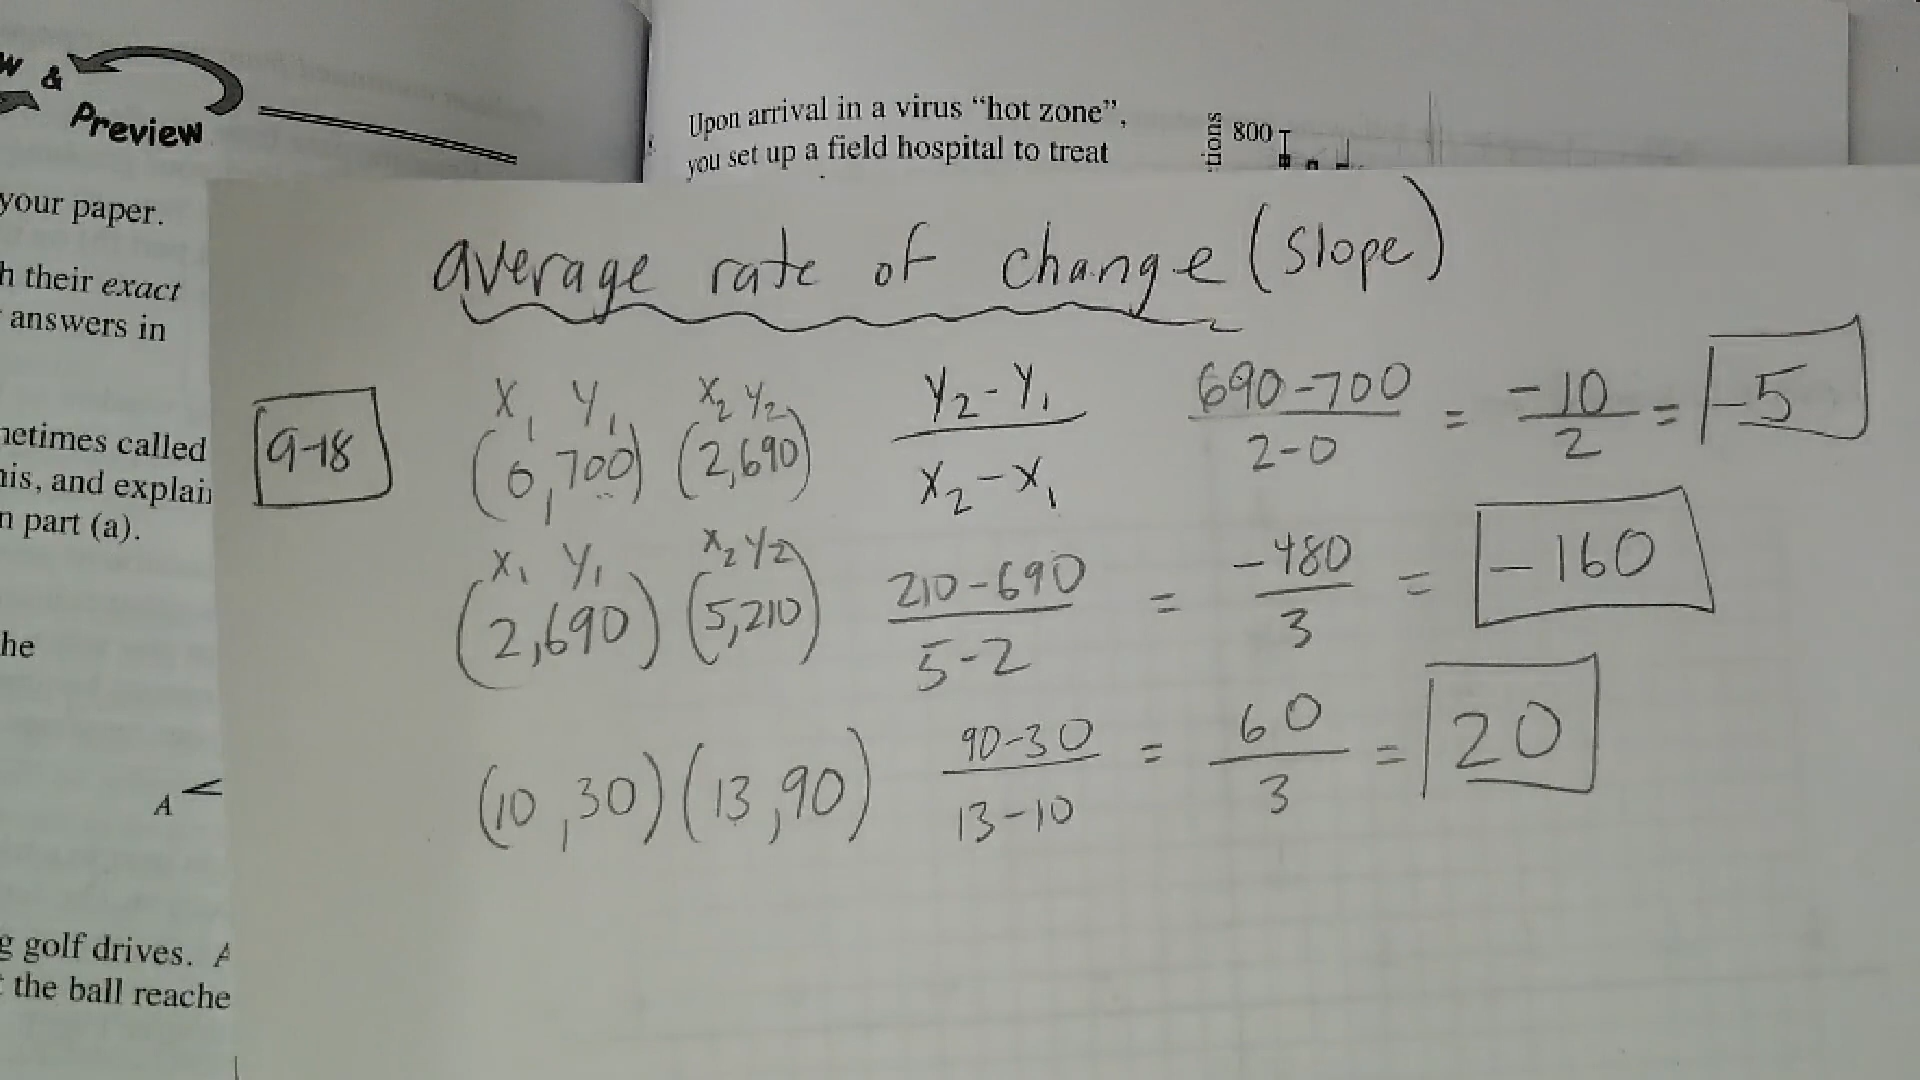 w &
Preview
Upon arrival in a virus “hot zone”,
you set up a field hospital to treat
800
your paper.
h their exact
answers in
netimes called
his, and explain
n part (a).
he
A
g golf drives. A
t the ball reache
average rate of change (slope)
9-18
X₁ Y₁ X₂ Y₂
(0,700) (2,690) Y₂-Y₁/X₂-X₁ 690-700/2-0 = -10/2 = -5
X₁ Y₁ X₂ Y₂
(2,690) (5,210) 210-690/5-2 = -480/3 = -160
(10,30) (13,90) 90-30/13-10 = 60/3 = 20